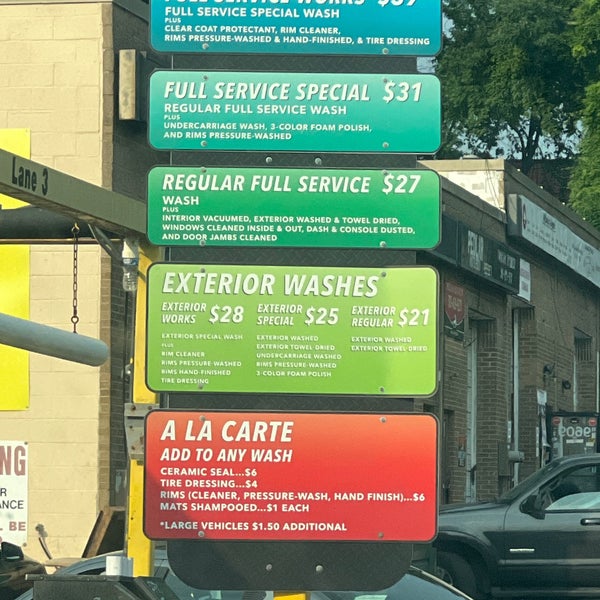 FULL SERVICE WORKS $39
FULL SERVICE SPECIAL WASH
PLUS
CLEAR COAT PROTECTANT, RIM CLEANER,
RIMS PRESSURE-WASHED & HAND-FINISHED, & TIRE DRESSING
FULL SERVICE SPECIAL $31
REGULAR FULL SERVICE WASH
PLUS
UNDERCARRIAGE WASH, 3-COLOR FOAM POLISH,
AND RIMS PRESSURE-WASHED
Lane 3
REGULAR FULL SERVICE $27
WASH
PLUS
INTERIOR VACUUMED, EXTERIOR WASHED & TOWEL DRIED,
WINDOWS CLEANED INSIDE & OUT, DASH & CONSOLE DUSTED,
AND DOOR JAMBS CLEANED
EXTERIOR WASHES
EXTERIOR WORKS $28
EXTERIOR SPECIAL WASH
PLUS
RIM CLEANER
RIMS PRESSURE-WASHED
RIMS HAND-FINISHED
TIRE DRESSING
EXTERIOR SPECIAL $25
EXTERIOR WASHED
EXTERIOR TOWEL DRIED
UNDERCARRIAGE WASHED
RIMS PRESSURE WASHED
3-COLOR FOAM POLISH
EXTERIOR REGULAR $21
EXTERIOR WASHED
EXTERIOR TOWEL DRIED
A LA CARTE
ADD TO ANY WASH
CERAMIC SEAL...$6
TIRE DRESSING...$4
RIMS (CLEANER, PRESSURE-WASH, HAND FINISH)...$6
MATS SHAMPOOED...$1 EACH
*LARGE VEHICLES $1.50 ADDITIONAL
NG
R
ANCE
BE